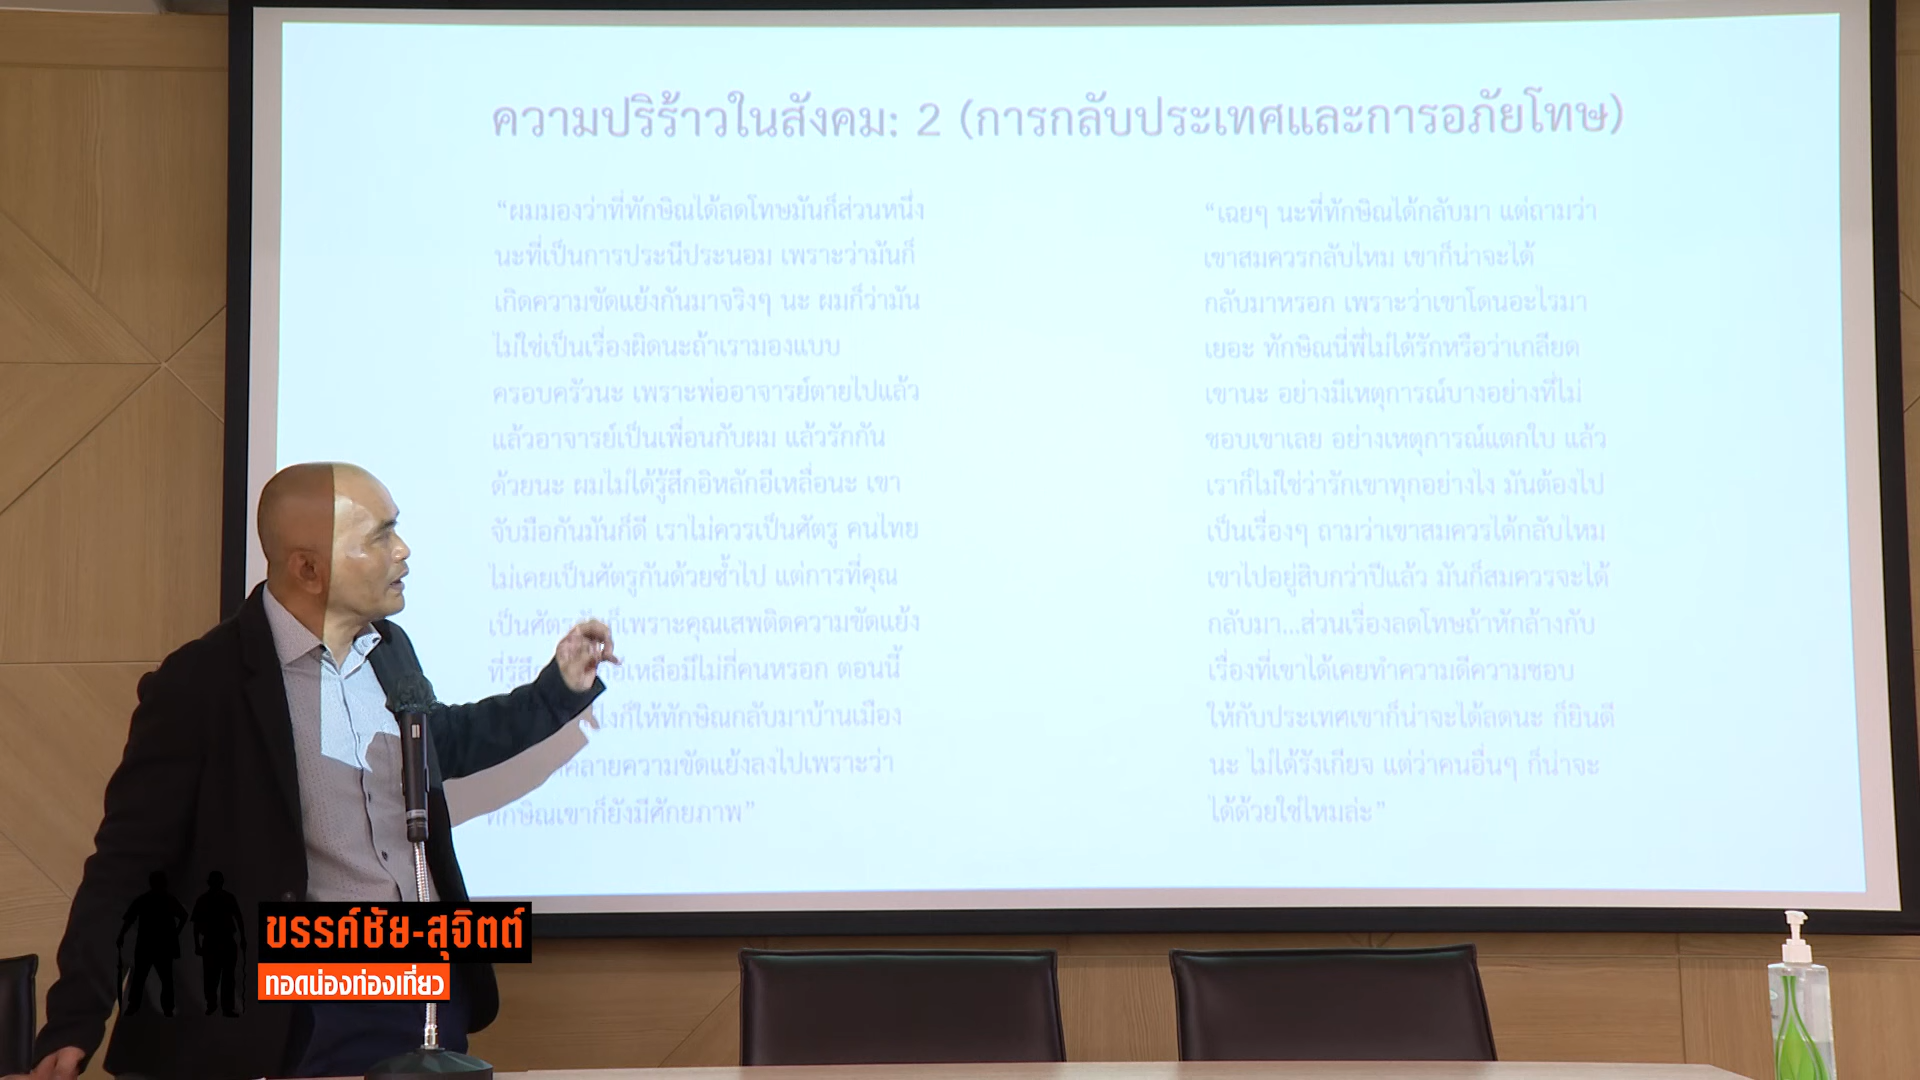 ความปริร้าวในสังคม: 2 (การกลับประเทศและการอภัยโทษ)
“ผมมองว่าที่ทักษิณได้ลดโทษมันก็ส่วนหนึ่ง
นะที่เป็นการประนีประนอม เพราะว่ามันก็
เกิดความขัดแย้งกันมาจริงๆ นะ ผมก็ว่ามัน
ไม่ใช่เป็นเรื่องผิดนะถ้าเรามองแบบ
ครอบครัวนะ เพราะพ่ออาจารย์ตายไปแล้ว
แล้วอาจารย์เป็นเพื่อนกับผม แล้วรักกัน
ด้วยนะ ผมไม่ได้รู้สึกอิหลักอีเหลื่อนะ เขา
จับมือกันมันก็ดี เราไม่ควรเป็นศัตรู คนไทย
ไม่เคยเป็นศัตรูกันด้วยซ้ำไป แต่การที่คุณ
ก็เพราะคุณเสพติดความขัดแย้ง
มีไม่กี่คนหรอก ตอนนี้
ก็ให้ทักษิณกลับมาบ้านเมือง
คลายความขัดแย้งลงไปเพราะว่า
ทักษิณเขาก็ยังมีศักยภาพ”
“เฉยๆ นะที่ทักษิณได้กลับมา แต่ถามว่า
เขาสมควรกลับไหม เขาก็น่าจะได้
กลับมาหรอก เพราะว่าเขาโดนอะไรมา
เยอะ ทักษิณนี่พี่ไม่ได้รักหรือว่าเกลียด
เขานะ อย่างมีเหตุการณ์บางอย่างที่ไม่
ชอบเขาเลย อย่างเหตุการณ์แตกใบ แล้ว
เราก็ไม่ใช่ว่ารักเขาทุกอย่างไง มันต้องไป
เป็นเรื่องๆ ถามว่าเขาสมควรได้กลับไหม
เขาไปอยู่สิบกว่าปีแล้ว มันก็สมควรจะได้
กลับมา...ส่วนเรื่องลดโทษถ้าหักล้างกับ
เรื่องที่เขาได้เคยทำความดีความชอบ
ให้กับประเทศเขาก็น่าจะได้ลดนะ ก็ยินดี
นะ ไม่ได้รังเกียจ แต่ว่าคนอื่นๆ ก็น่าจะ
ได้ด้วยใช่ไหมล่ะ”
ขรรค์ชัย-สุจิตต์
ทอดน่องท่องเที่ยว